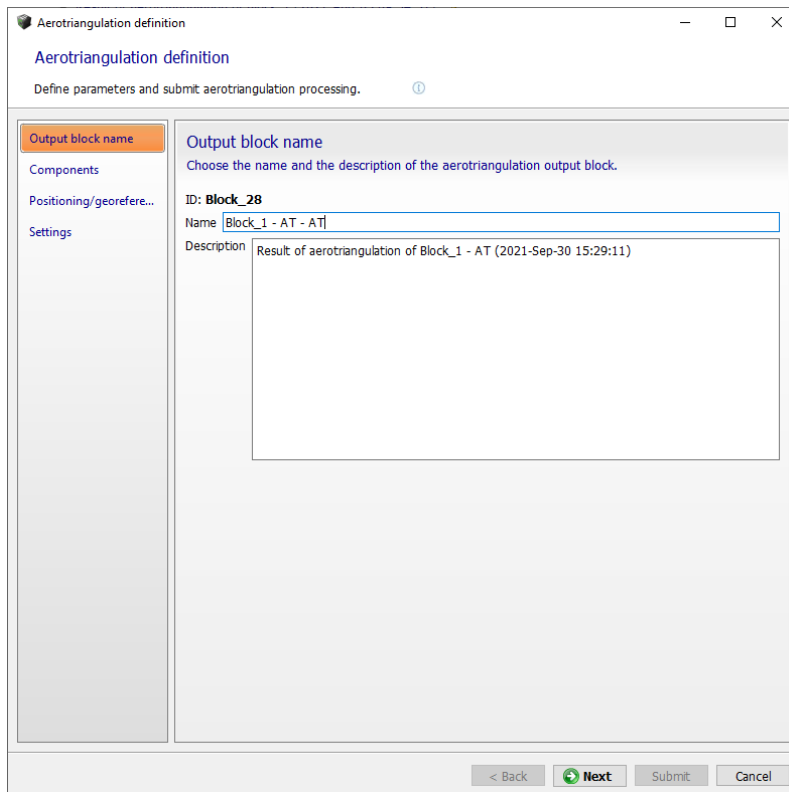 Aerotriangulation definition
Aerotriangulation definition
Define parameters and submit aerotriangulation processing.
Output block name
Components
Positioning/georefere...
Settings
Output block name
Choose the name and the description of the aerotriangulation output block.
ID: Block_28
Name Block_1 - AT - AT
Description Result of aerotriangulation of Block_1 - AT (2021-Sep-30 15:29:11)
< Back Next Submit Cancel